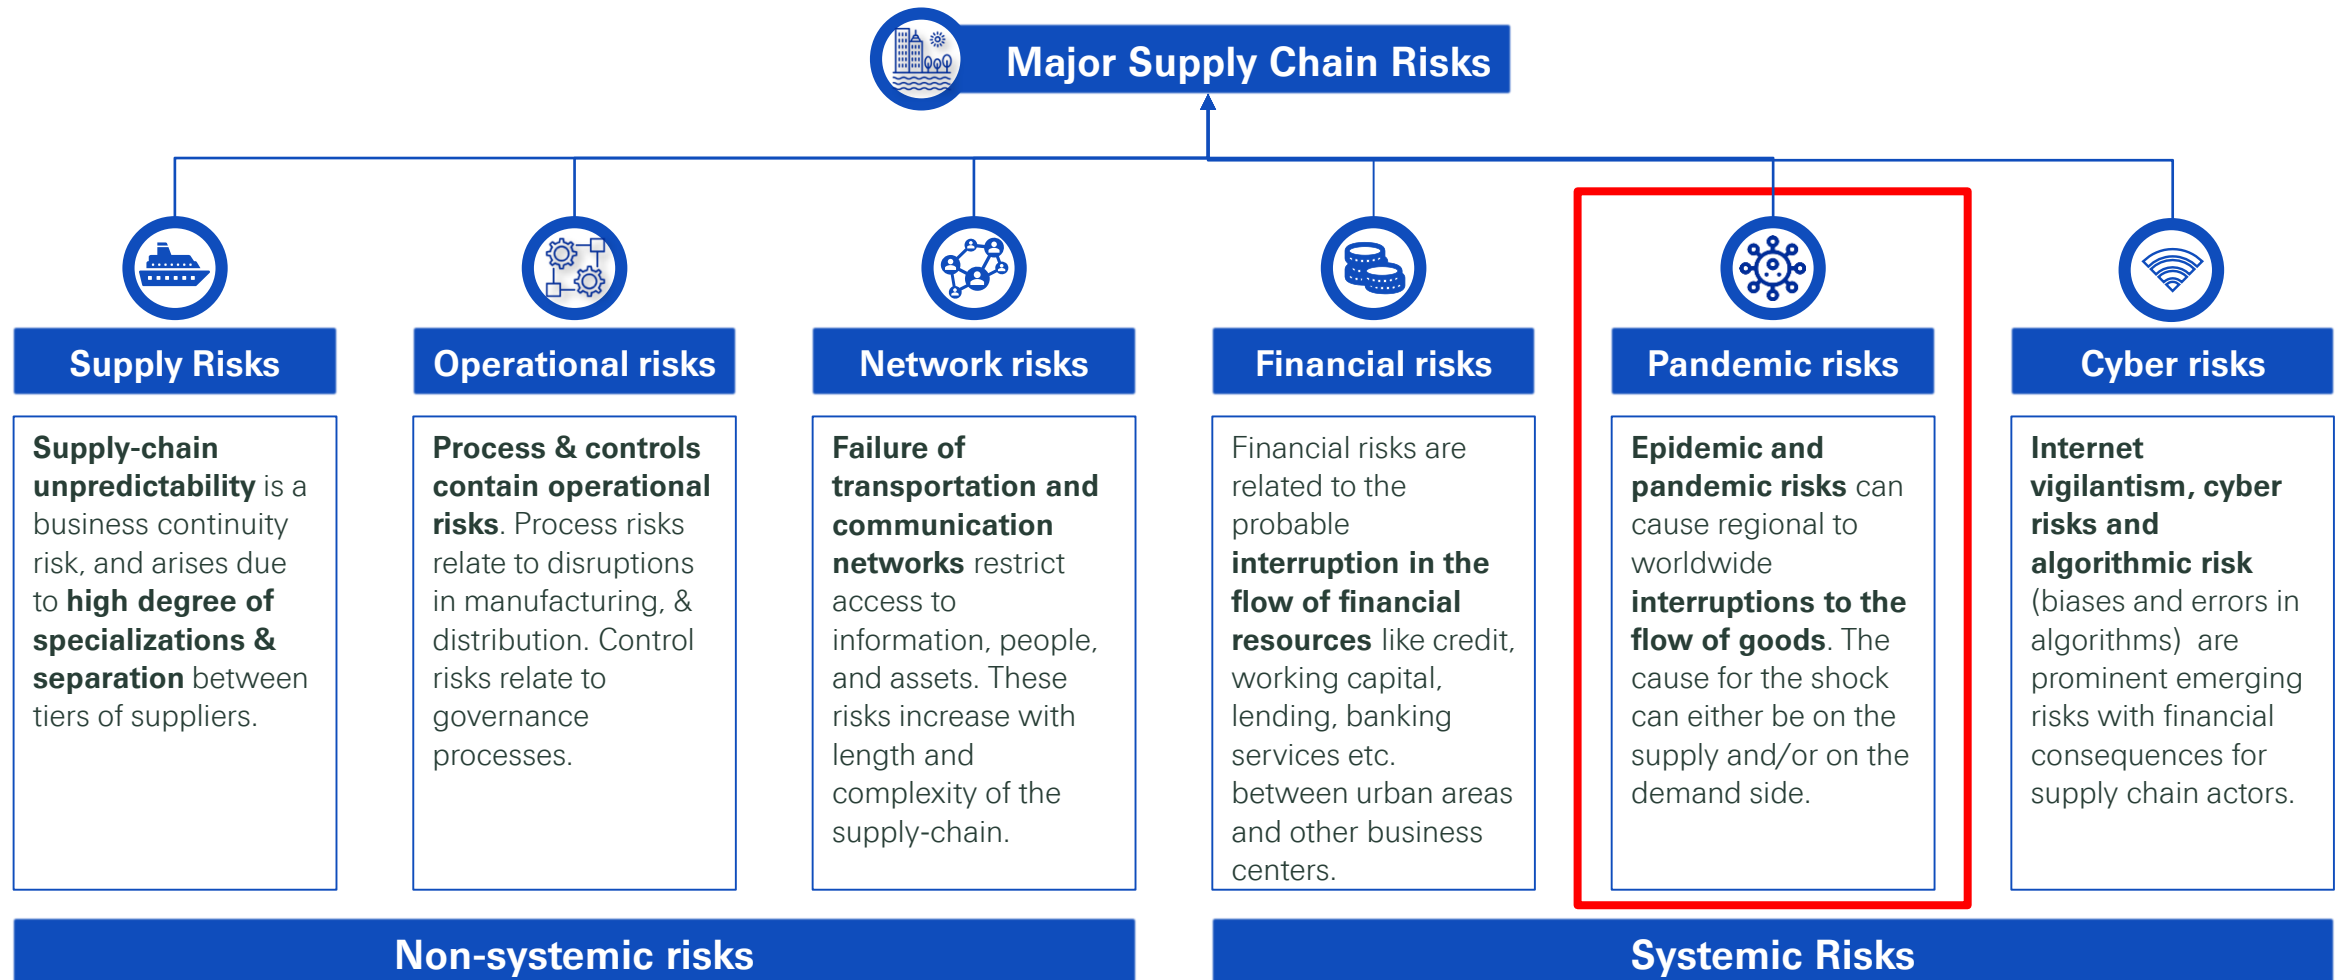 Major Supply Chain Risks
Supply Risks
Supply-chain
unpredictability is a
business continuity
risk, and arises due
to high degree of
specializations &
separation between
tiers of suppliers.
Operational risks
Process & controls
contain operational
risks. Process risks
relate to disruptions
in manufacturing, &
distribution. Control
risks relate to
governance
processes.
Network risks
Failure of
transportation and
communication
networks restrict
access to
information, people,
and assets. These
risks increase with
length and
complexity of the
supply-chain.
Financial risks
Financial risks are
related to the
probable
interruption in the
flow of financial
resources like credit,
working capital,
lending, banking
services etc.
between urban areas
and other business
centers.
Pandemic risks
Epidemic and
pandemic risks can
cause regional to
worldwide
interruptions to the
flow of goods. The
cause for the shock
can either be on the
supply and/or on the
demand side.
Cyber risks
Internet
vigilantism, cyber
risks and
algorithmic risk
(biases and errors in
algorithms)  are
prominent emerging
risks with financial
consequences for
supply chain actors.
Non-systemic risks
Systemic Risks